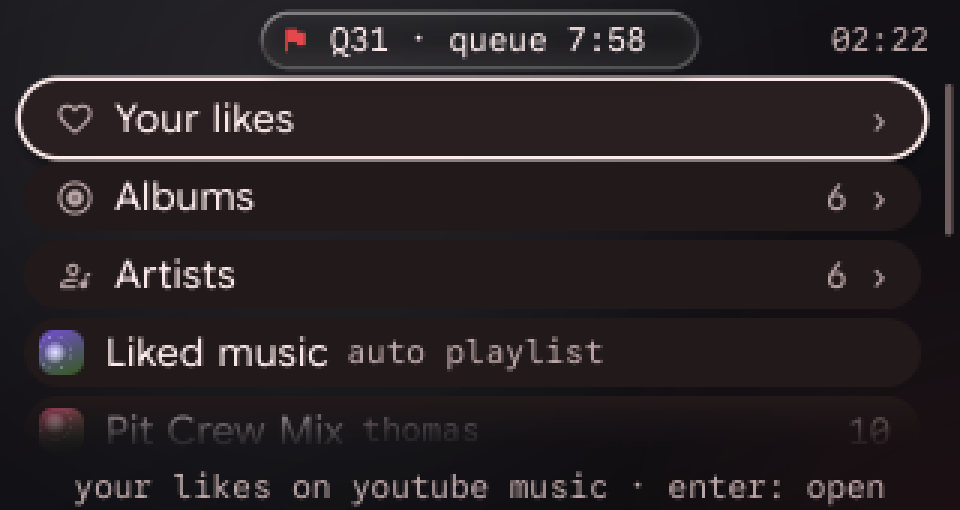 Q31 · queue 7:58
02:22
Your likes ›
Albums 6 ›
Artists 6 ›
Liked music auto playlist
Pit Crew Mix thomas 10
your likes on youtube music · enter: open